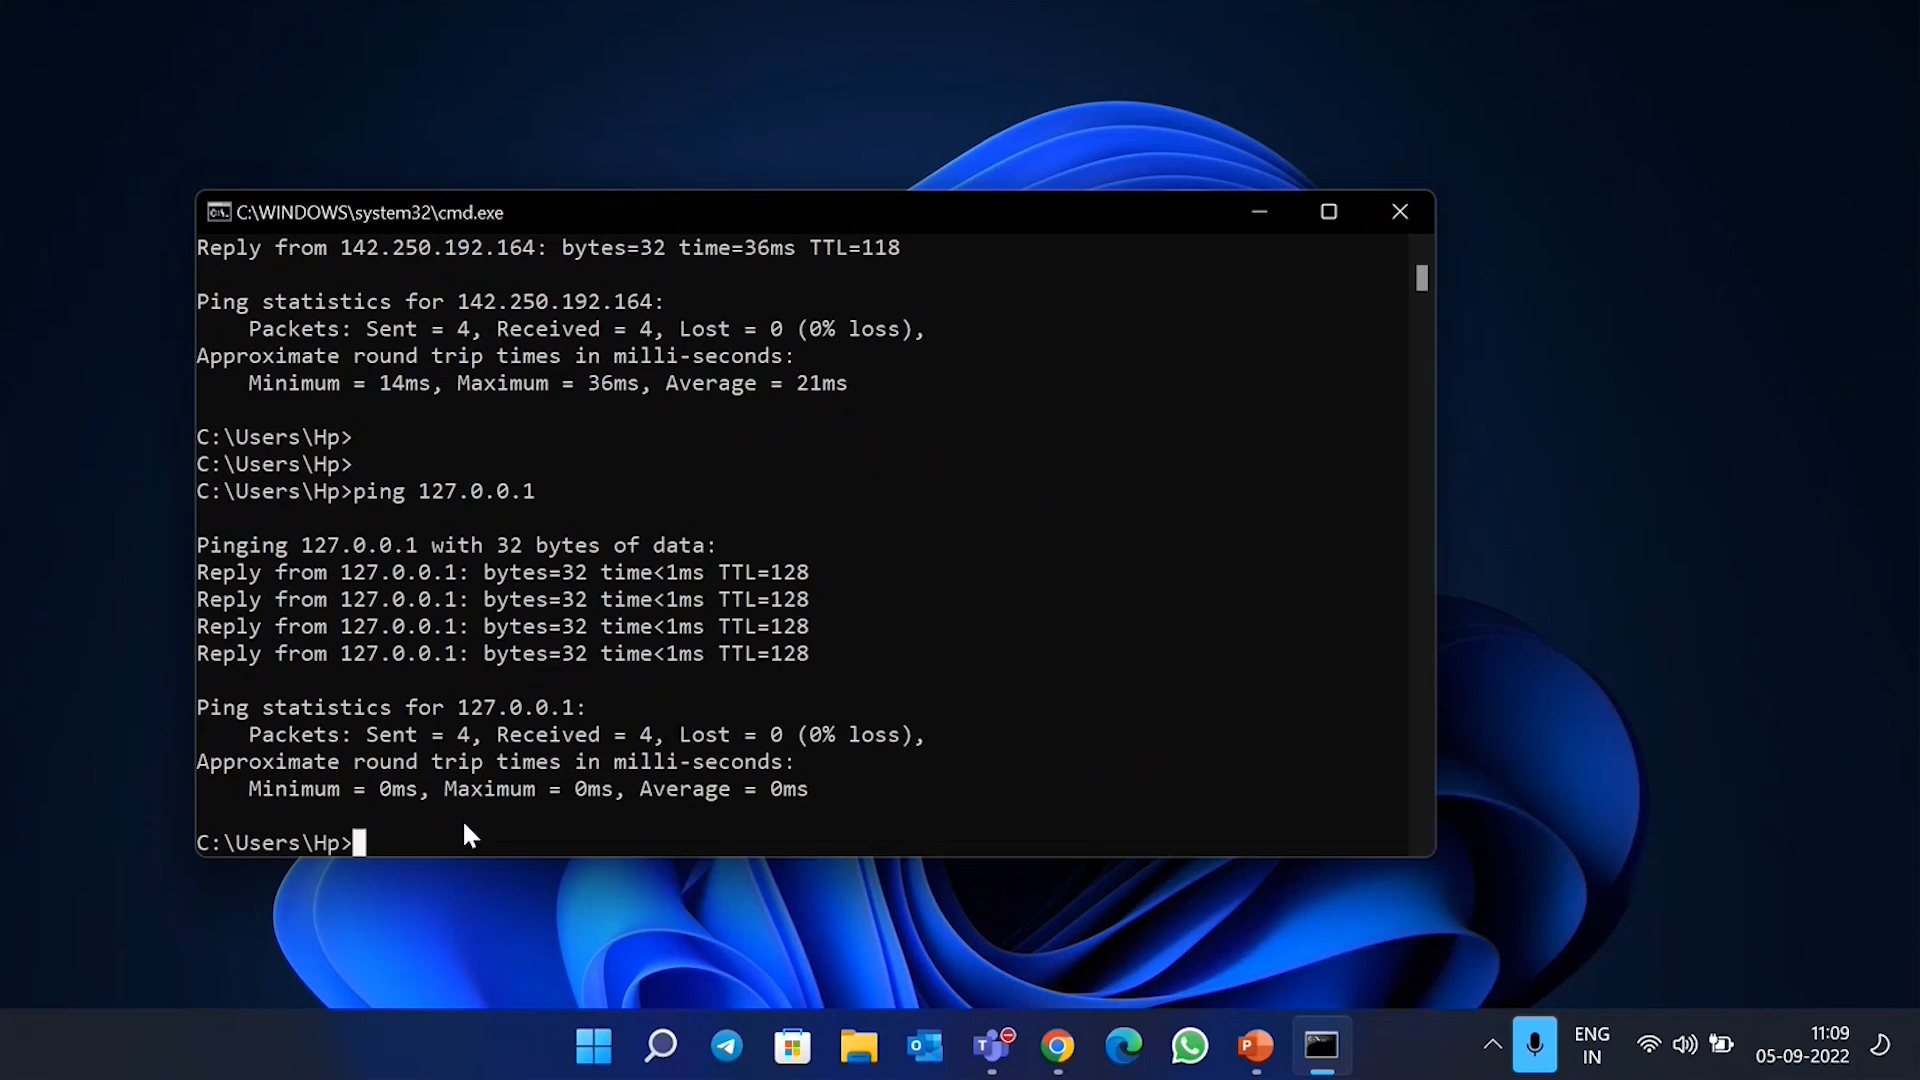 C:\WINDOWS\system32\cmd.exe
Reply from 142.250.192.164: bytes=32 time=36ms TTL=118
Ping statistics for 142.250.192.164:
    Packets: Sent = 4, Received = 4, Lost = 0 (0% loss),
Approximate round trip times in milli-seconds:
    Minimum = 14ms, Maximum = 36ms, Average = 21ms
C:\Users\Hp>
C:\Users\Hp>
C:\Users\Hp>ping 127.0.0.1
Pinging 127.0.0.1 with 32 bytes of data:
Reply from 127.0.0.1: bytes=32 time<1ms TTL=128
Reply from 127.0.0.1: bytes=32 time<1ms TTL=128
Reply from 127.0.0.1: bytes=32 time<1ms TTL=128
Reply from 127.0.0.1: bytes=32 time<1ms TTL=128
Ping statistics for 127.0.0.1:
    Packets: Sent = 4, Received = 4, Lost = 0 (0% loss),
Approximate round trip times in milli-seconds:
    Minimum = 0ms, Maximum = 0ms, Average = 0ms
C:\Users\Hp>
ENG
IN
11:09
05-09-2022